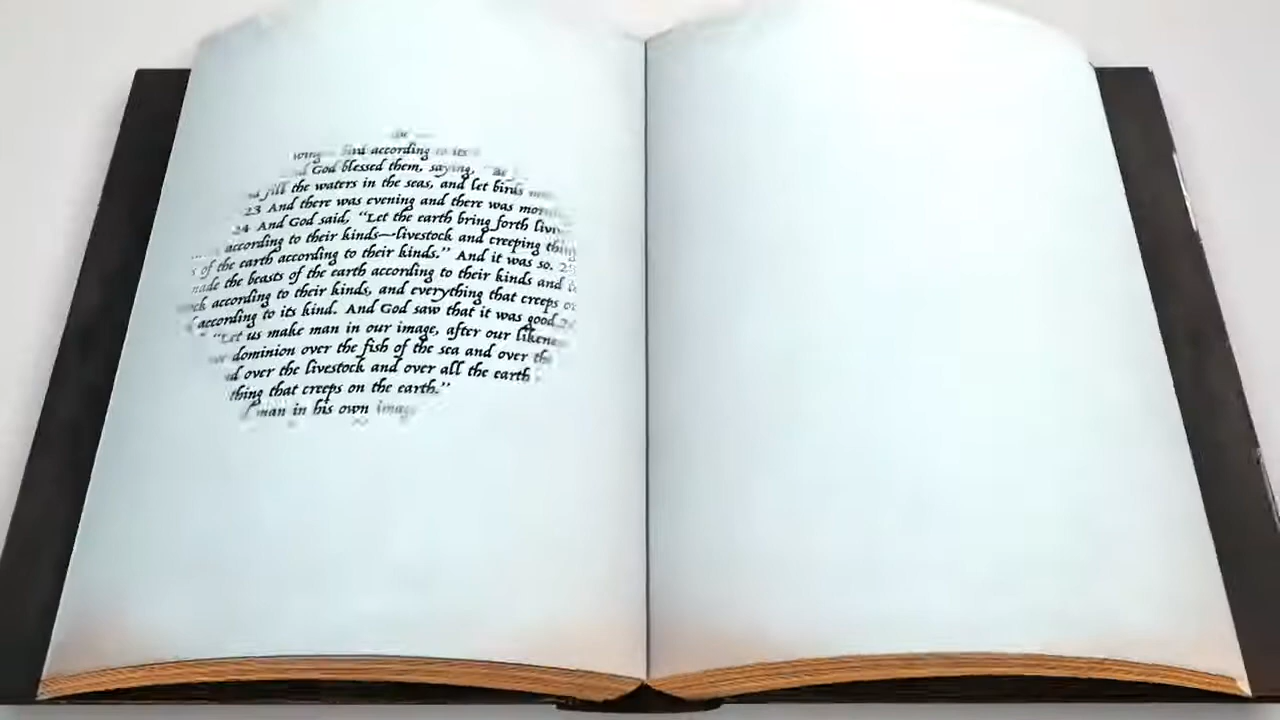 according to its
God blessed them, saying,
fill the waters in the seas, and let birds
23 And there was evening and there was
24 And God said, “Let the earth bring forth
according to their kinds—livestock and creeping
of the earth according to their kinds.” And it was so.
the beasts of the earth according to their kinds and
according to their kinds, and everything that creeps
according to its kind. And God saw that it was good.
“Let us make man in our image, after our
dominion over the fish of the sea and over the
over the livestock and over all the earth
thing that creeps on the earth.”
man in his own